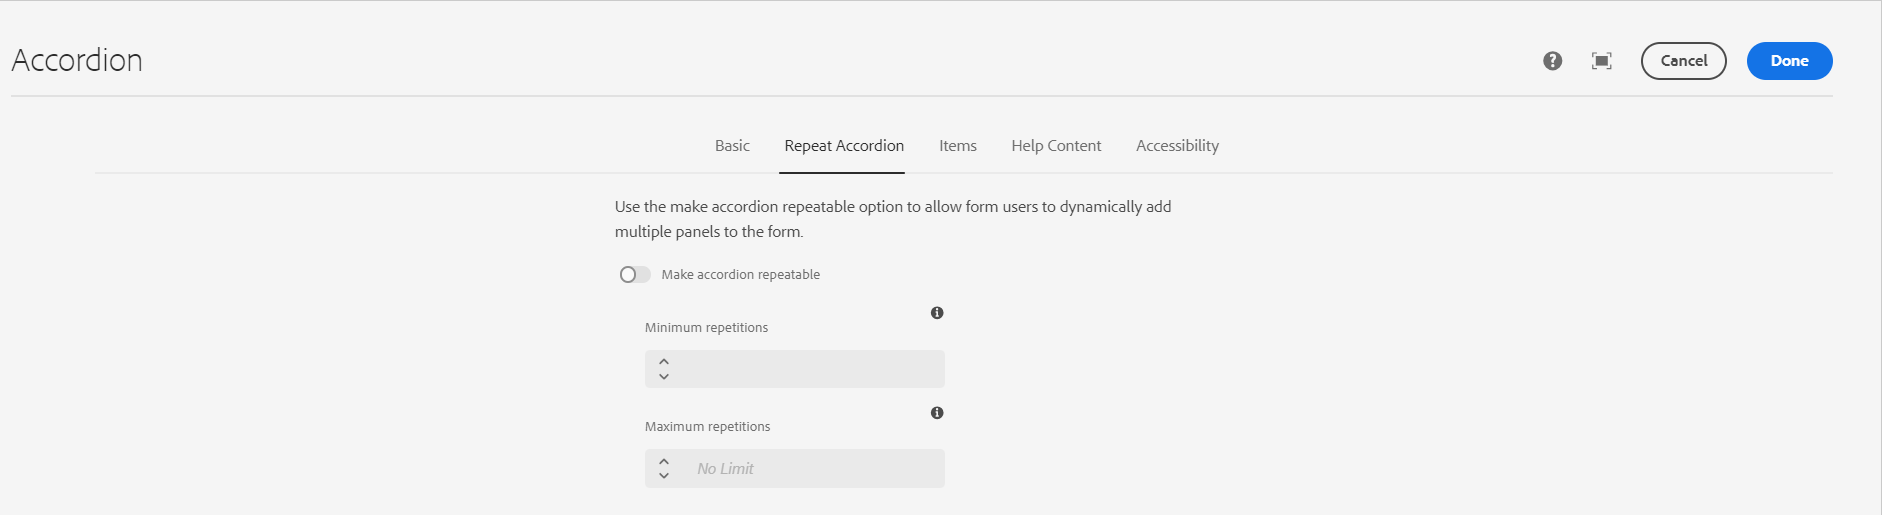 Accordion
Cancel
Done
Basic
Repeat Accordion
Items
Help Content
Accessibility
Use the make accordion repeatable option to allow form users to dynamically add
multiple panels to the form.
Make accordion repeatable
Minimum repetitions
Maximum repetitions
No Limit